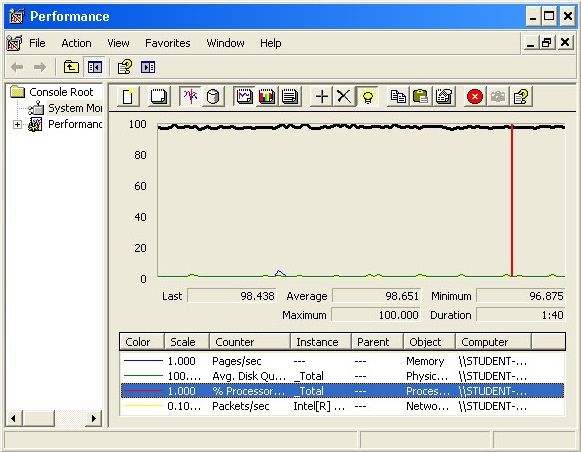 Performance
File Action View Favorites Window Help
Console Root
System Mor
Performanc
100
80
60
40
20
0
Last 98.438 Average 98.651 Minimum 96.875
Maximum 100.000 Duration 1:40
Color Scale Counter Instance Parent Object Computer
1.000 Pages/sec --- --- Memory \\STUDENT-...
100.... Avg. Disk Qu... _Total --- Physic... \\STUDENT-...
1.000 % Processor... _Total --- Proces... \\STUDENT-...
0.10... Packets/sec Intel[R] ... --- Netwo... \\STUDENT-...